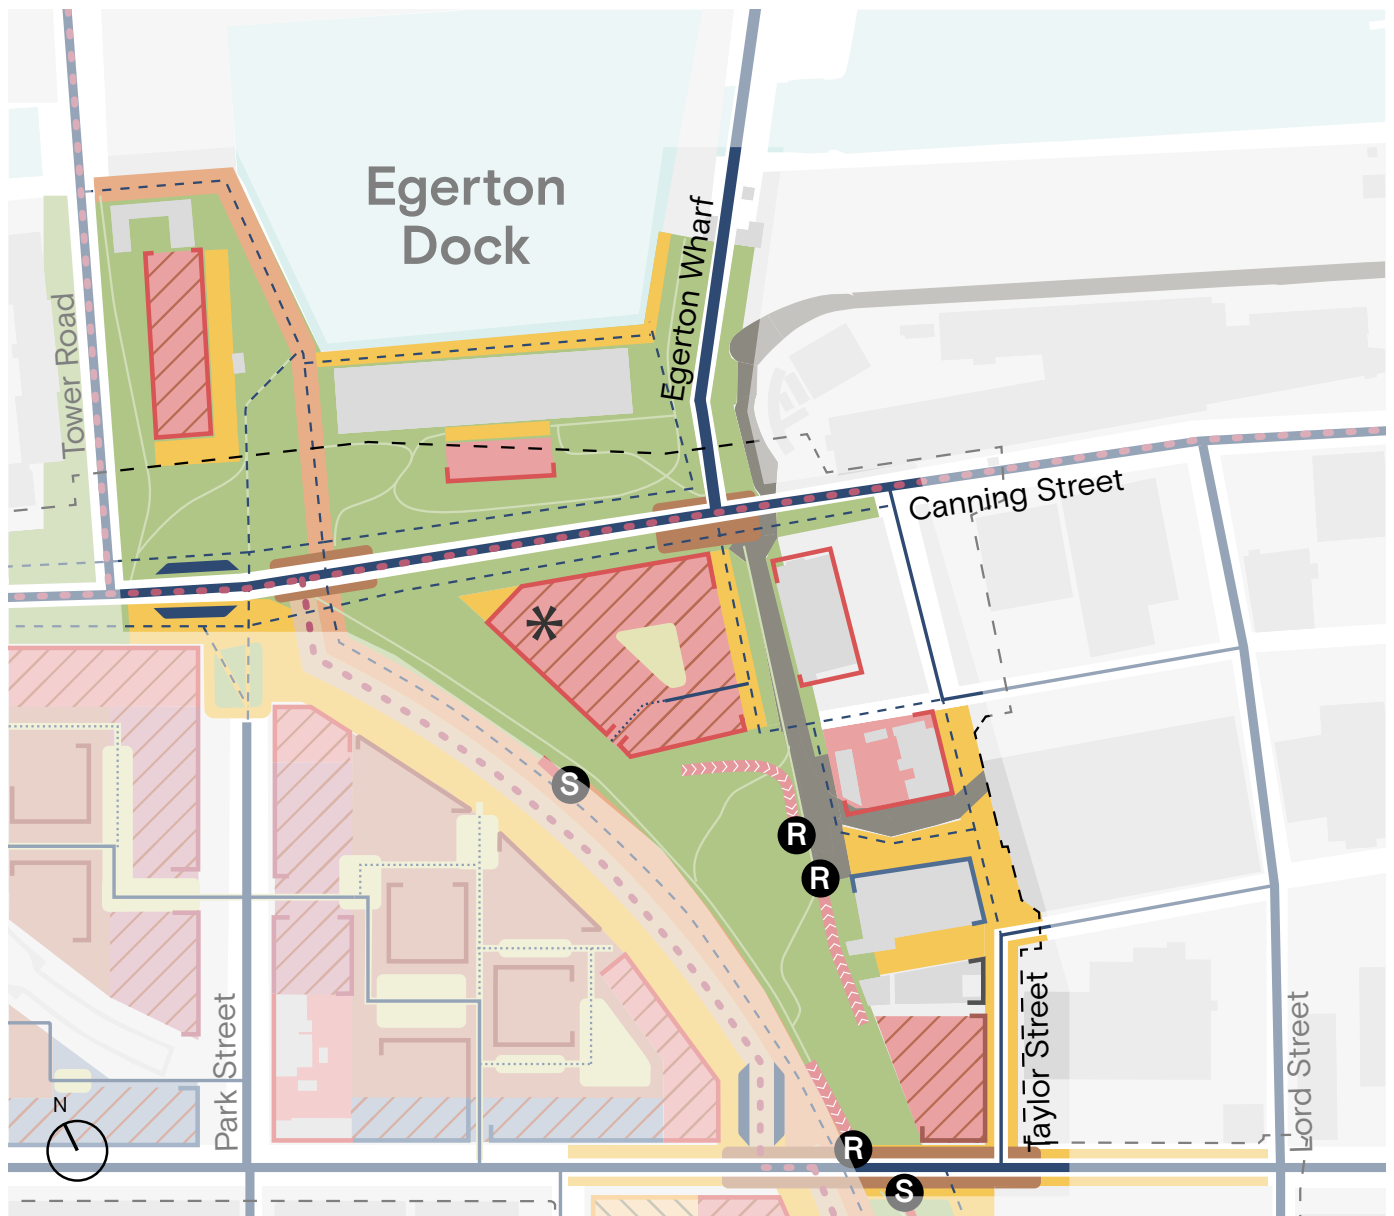 Egerton
Dock
Egerton Wharf
Tower Road
Canning Street
S
R
R
Park Street
Taylor Street
Lord Street
N
R
S